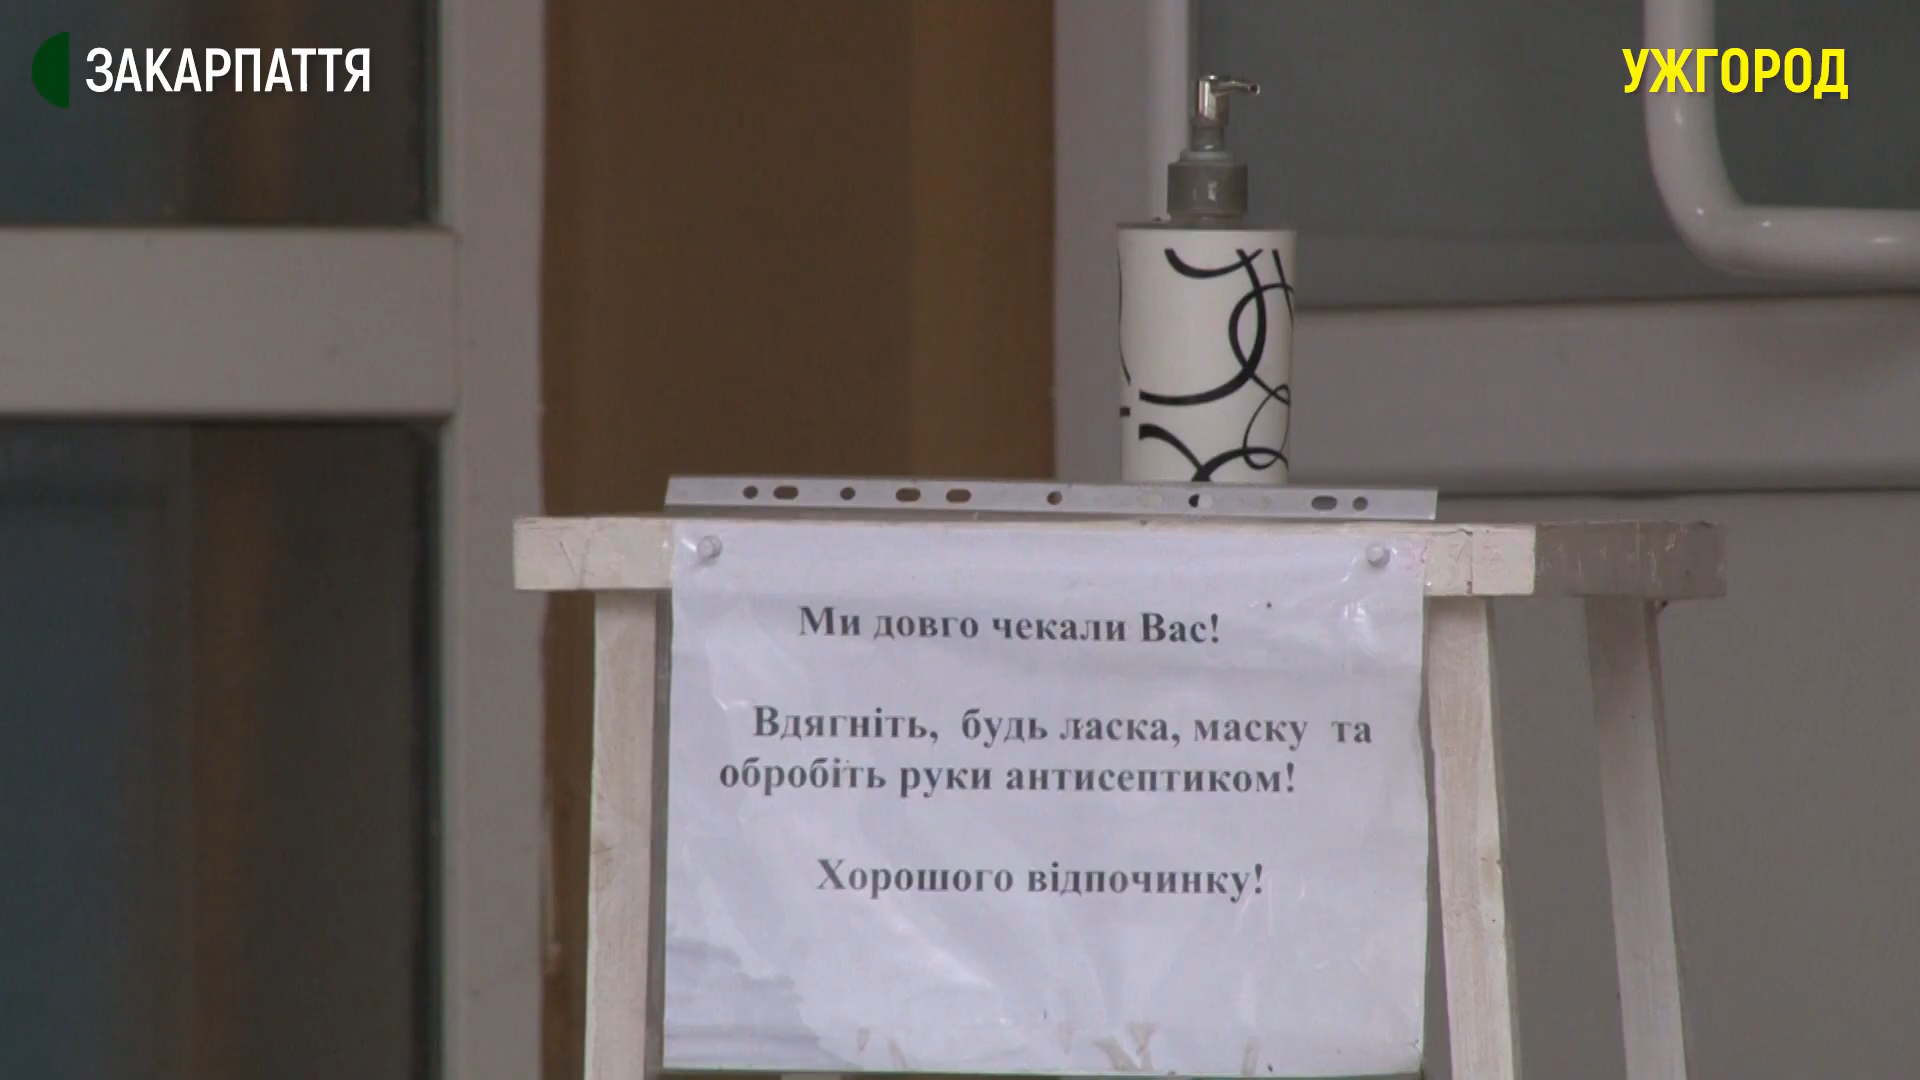 ЗАКАРПАТТЯ
УЖГОРОД
Ми довго чекали Вас!
Вдягніть, будь ласка, маску та
обробіть руки антисептиком!
Хорошого відпочинку!